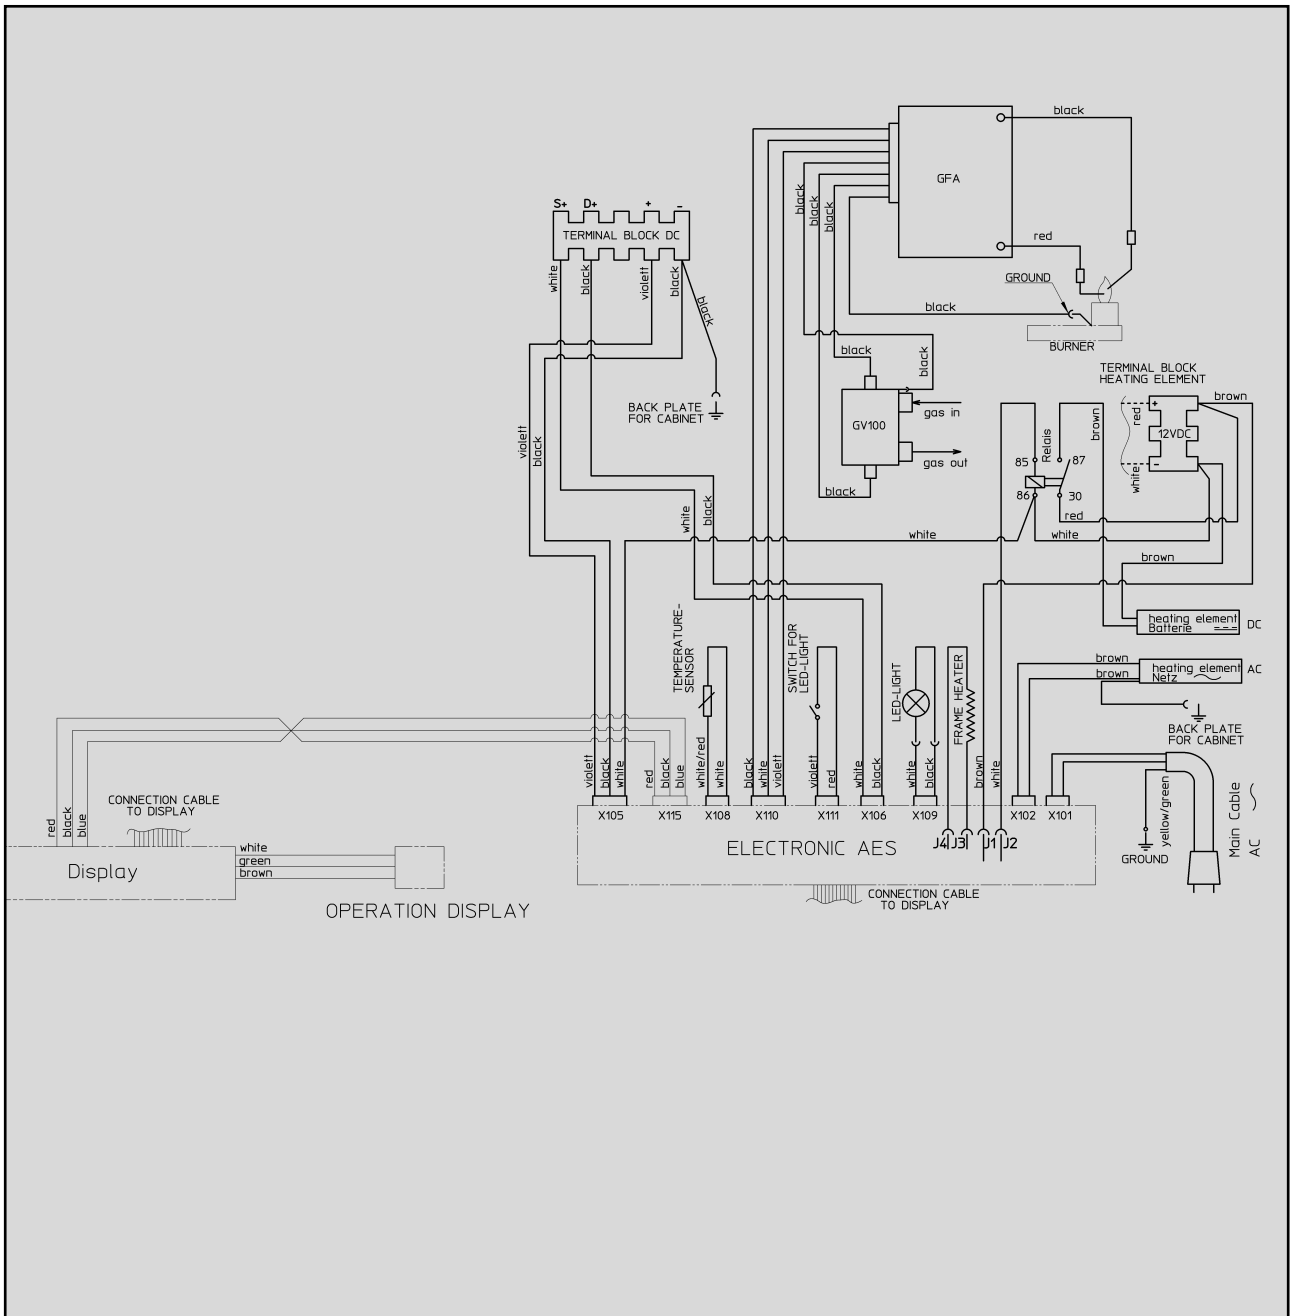 black
GFA
red
GROUND
black
BURNER
black
black
black
black
black
black
GV100
gas in
gas out
S+ D+ + -
TERMINAL BLOCK DC
white
black
violett
black
black
BACK PLATE
FOR CABINET
violett
black
white
black
TERMINAL BLOCK
HEATING ELEMENT
brown
red
+
12VDC
-
white
brown
Relais
85
87
86
30
red
white
white
brown
heating element
Batterie
DC
brown
brown
heating element
Netz
AC
BACK PLATE
FOR CABINET
TEMPERATURE-
SENSOR
SWITCH FOR
LED-LIGHT
LED-LIGHT
FRAME HEATER
violett
black
white
red
black
blue
white/red
white
black
white
violett
violett
red
white
black
white
black
brown
white
X105
X115
X108
X110
X111
X106
X109
X102
X101
J4 J3 J1 J2
ELECTRONIC AES
CONNECTION CABLE
TO DISPLAY
yellow/green
GROUND
Main Cable
AC
red
black
blue
CONNECTION CABLE
TO DISPLAY
Display
white
green
brown
OPERATION DISPLAY